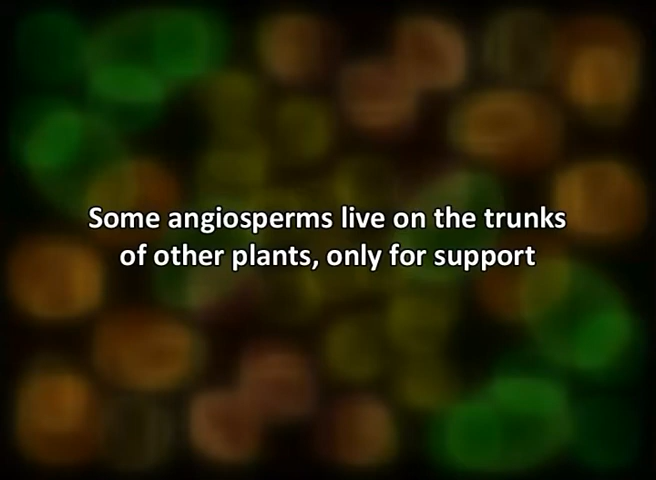 Some angiosperms live on the trunks
of other plants, only for support